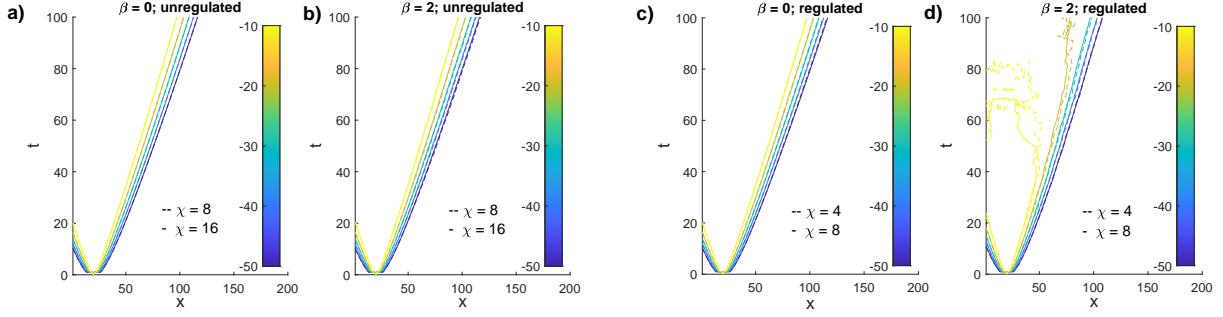 a) β = 0; unregulated
100
80
60
40
20
0
t
50 100 150 200
x
-10
-20
-30
-40
-50
-- χ = 8
- χ = 16
b) β = 2; unregulated
100
80
60
40
20
0
t
50 100 150 200
x
-10
-20
-30
-40
-50
-- χ = 8
- χ = 16
c) β = 0; regulated
100
80
60
40
20
0
t
50 100 150 200
x
-10
-20
-30
-40
-50
-- χ = 4
- χ = 8
d) β = 2; regulated
100
80
60
40
20
0
t
50 100 150 200
x
-10
-20
-30
-40
-50
-- χ = 4
- χ = 8